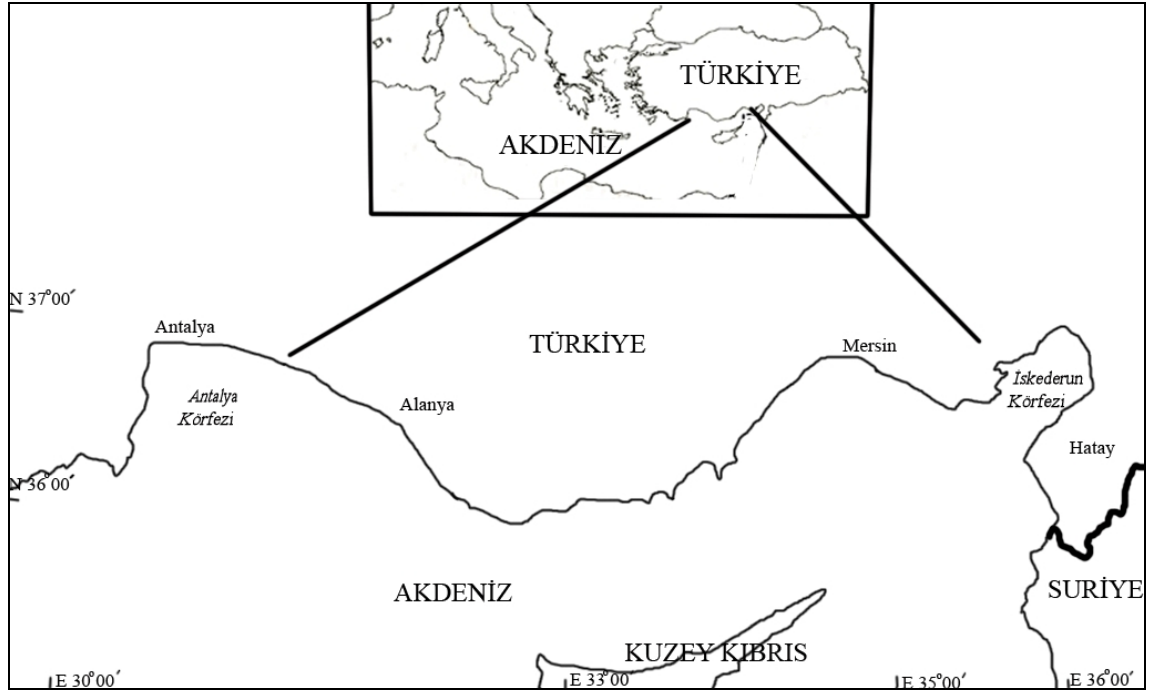 TÜRKİYE
AKDENİZ
N 37°00′
Antalya
TÜRKİYE
Mersin
Antalya
Körfezi
Alanya
İskederun
Körfezi
Hatay
N 36°00′
AKDENİZ
SURİYE
KUZEY KIBRIS
E 30°00′
E 33°00′
E 35°00′
E 36°00′